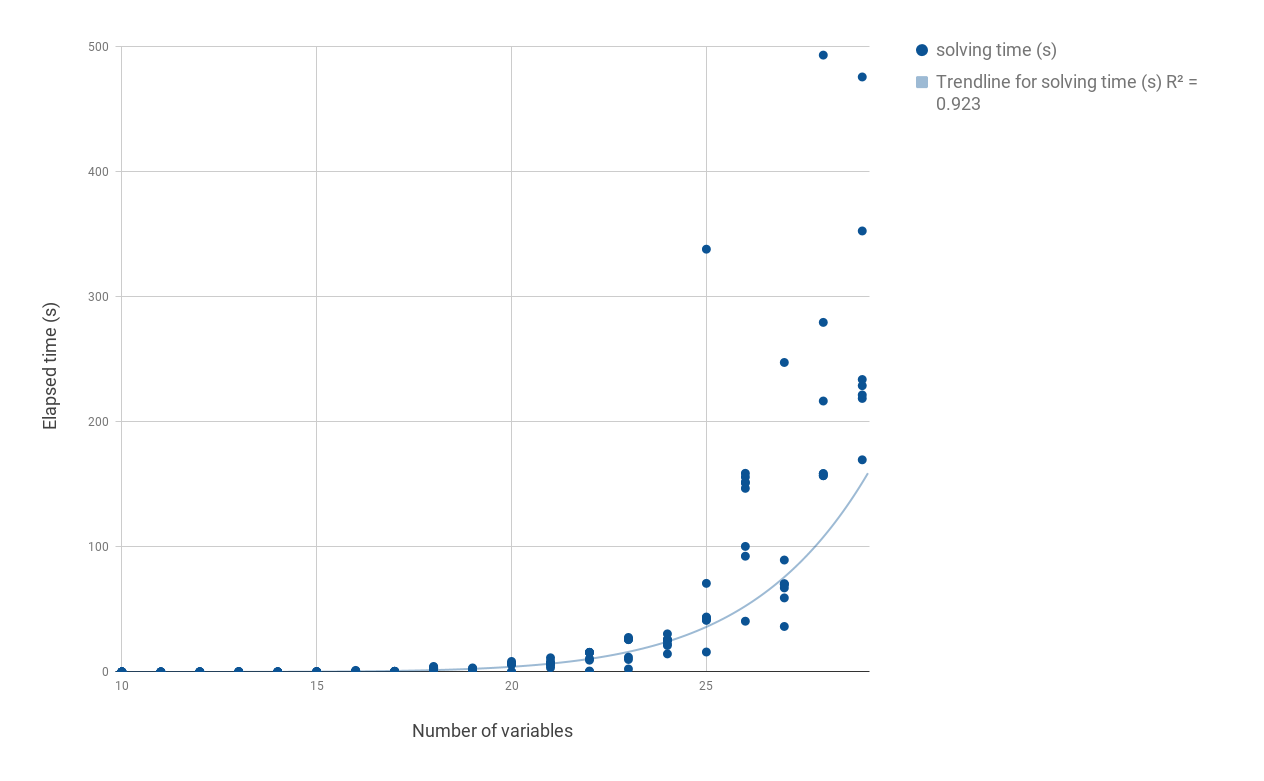 500
400
300
200
100
0
10
15
20
25
Elapsed time (s)
Number of variables
solving time (s)
Trendline for solving time (s) R² =
0.923